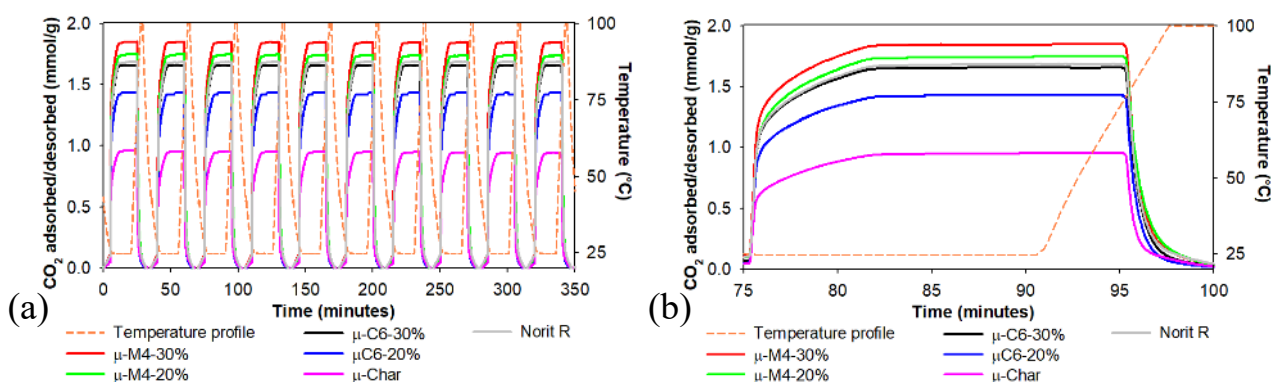 CO2 adsorbed/desorbed (mmol/g)
2.0
1.5
1.0
0.5
0.0
0 50 100 150 200 250 300 350
Time (minutes)
100
75
50
25
Temperature (°C)
(a)
Temperature profile
μ-M4-30%
μ-M4-20%
μ-C6-30%
μC6-20%
μ-Char
Norit R
CO2 adsorbed/desorbed (mmol/g)
2.0
1.5
1.0
0.5
0.0
75 80 85 90 95 100
Time (minutes)
100
75
50
25
Temperature (°C)
(b)
Temperature profile
μ-M4-30%
μ-M4-20%
μ-C6-30%
μC6-20%
μ-Char
Norit R